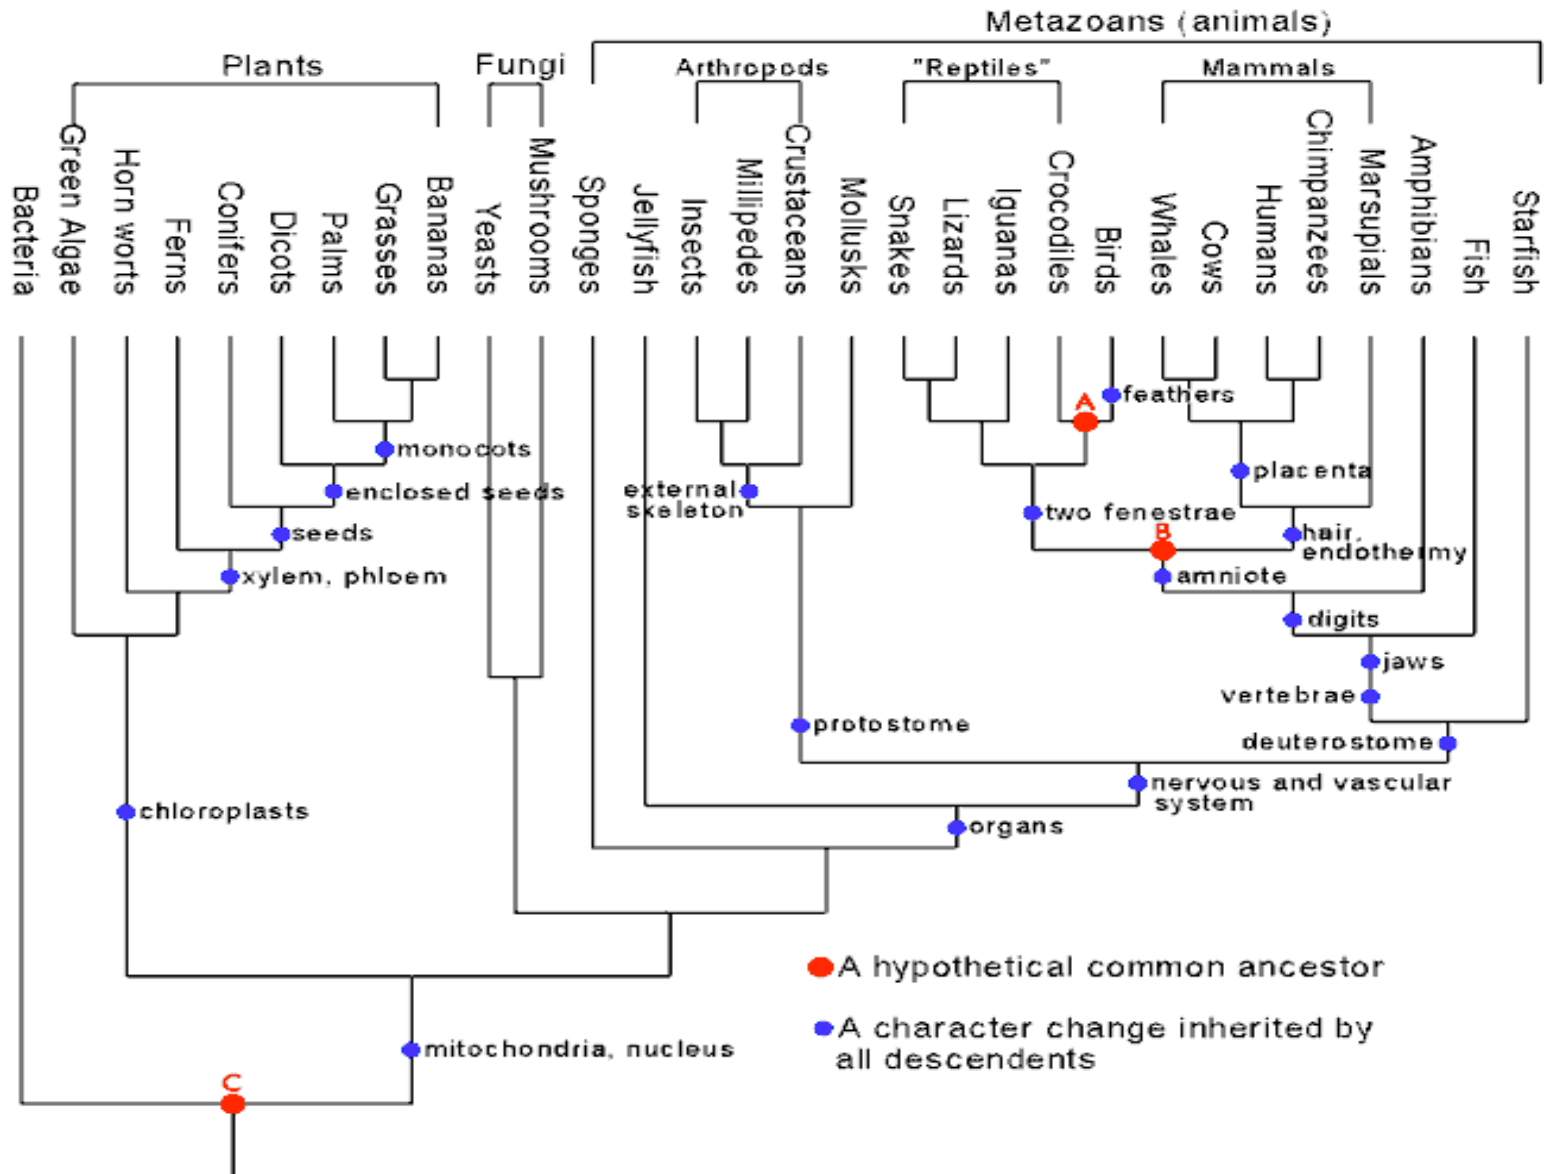 Metazoans (animals)
Plants
Fungi
Arthropods
"Reptiles"
Mammals
Bacteria
Green Algae
Horn worts
Ferns
Conifers
Dicots
Palms
Grasses
Bananas
Yeasts
Mushrooms
Sponges
Jellyfish
Insects
Millipedes
Crustaceans
Mollusks
Snakes
Lizards
Iguanas
Crocodiles
Birds
Whales
Cows
Humans
Chimpanzees
Marsupials
Amphibians
Fish
Starfish
A
feathers
monocots
placenta
enclosed seeds
external
skeleton
two fenestrae
seeds
B
hair,
endothermy
xylem, phloem
amniote
digits
jaws
vertebrae
protostome
deuterostome
nervous and vascular
system
chloroplasts
organs
A hypothetical common ancestor
A character change inherited by
all descendents
mitochondria, nucleus
C